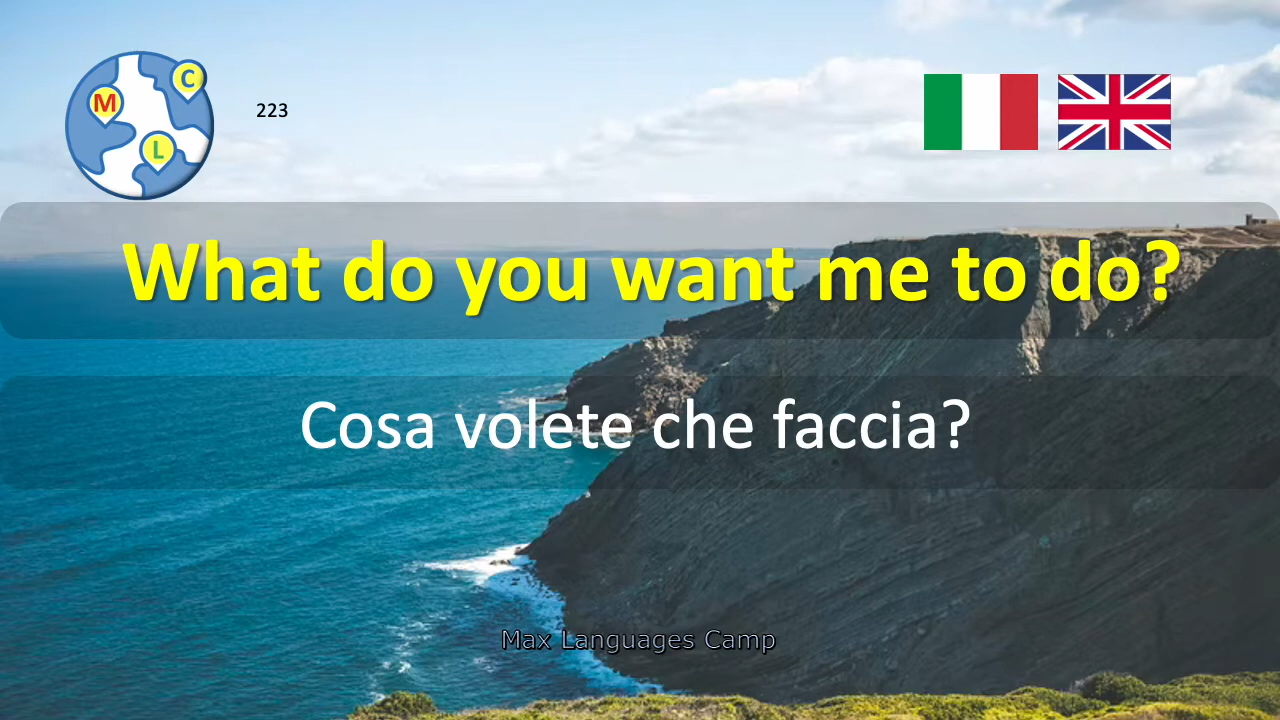 M C L
223
What do you want me to do?
Cosa volete che faccia?
Max Languages Camp